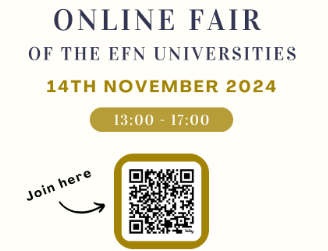 ONLINE FAIR
OF THE EFN UNIVERSITIES
14TH NOVEMBER 2024
13:00 - 17:00
Join here